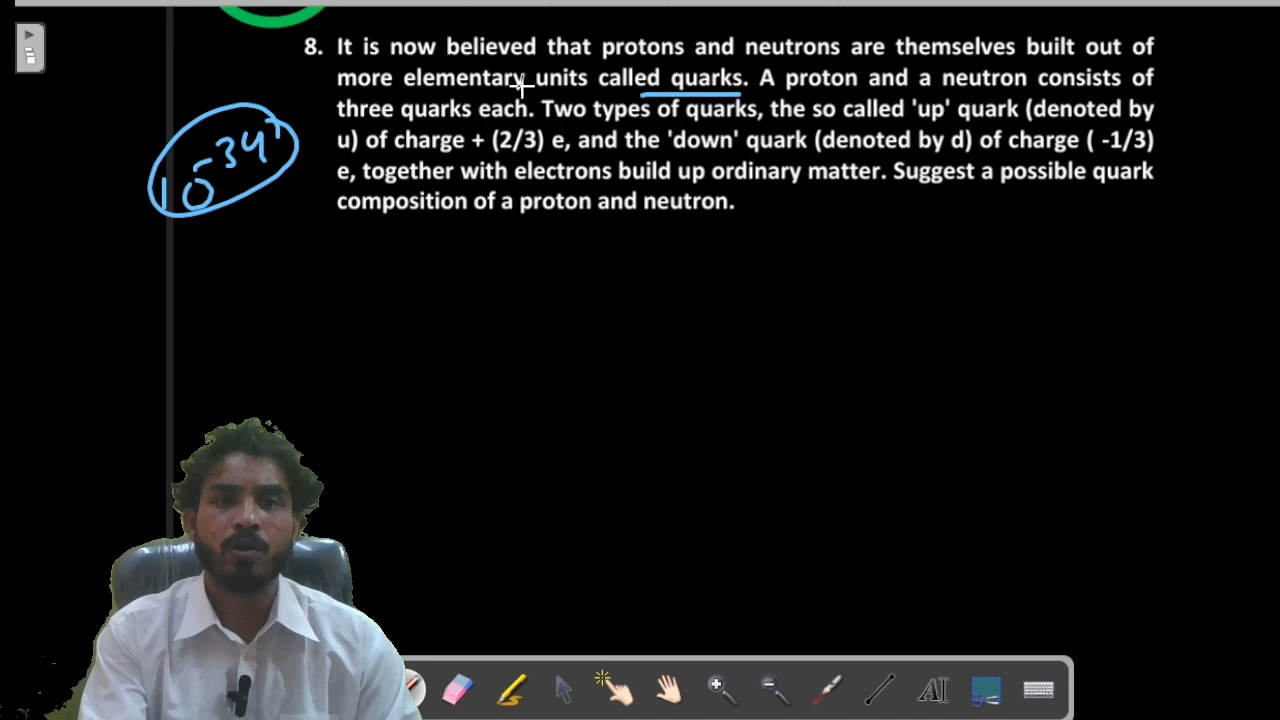 8. It is now believed that protons and neutrons are themselves built out of
more elementary units called quarks. A proton and a neutron consists of
three quarks each. Two types of quarks, the so called 'up' quark (denoted by
u) of charge + (2/3) e, and the 'down' quark (denoted by d) of charge ( -1/3)
e, together with electrons build up ordinary matter. Suggest a possible quark
composition of a proton and neutron.
AI